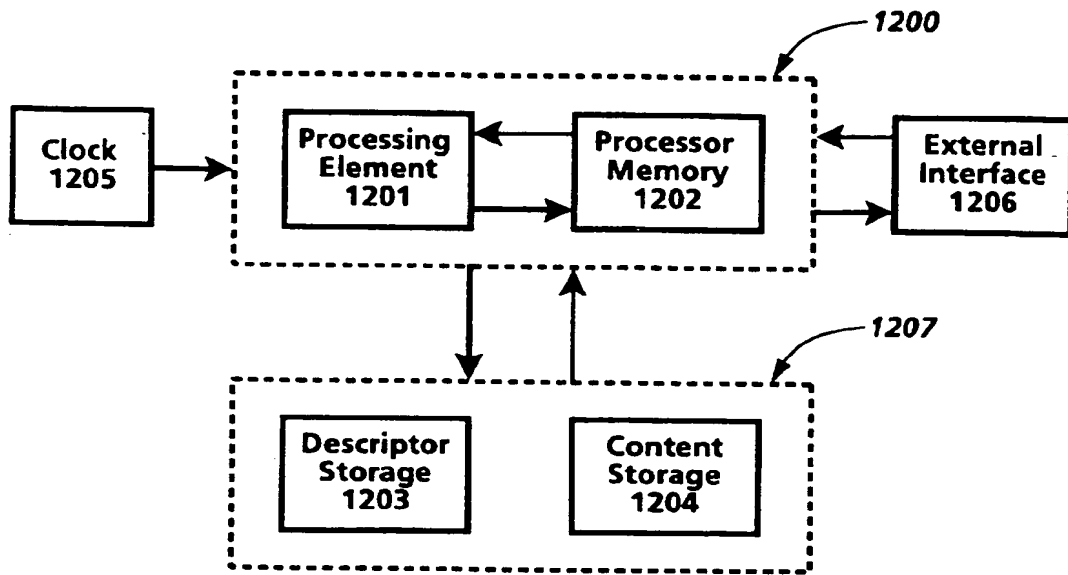 1200
Clock
1205
Processing
Element
1201
Processor
Memory
1202
External
Interface
1206
1207
Descriptor
Storage
1203
Content
Storage
1204